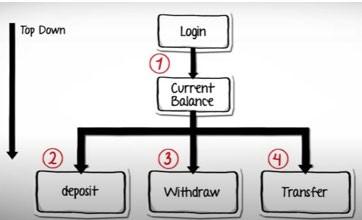 Top Down
Login
1
Current
Balance
2
3
4
deposit
Withdraw
Transfer